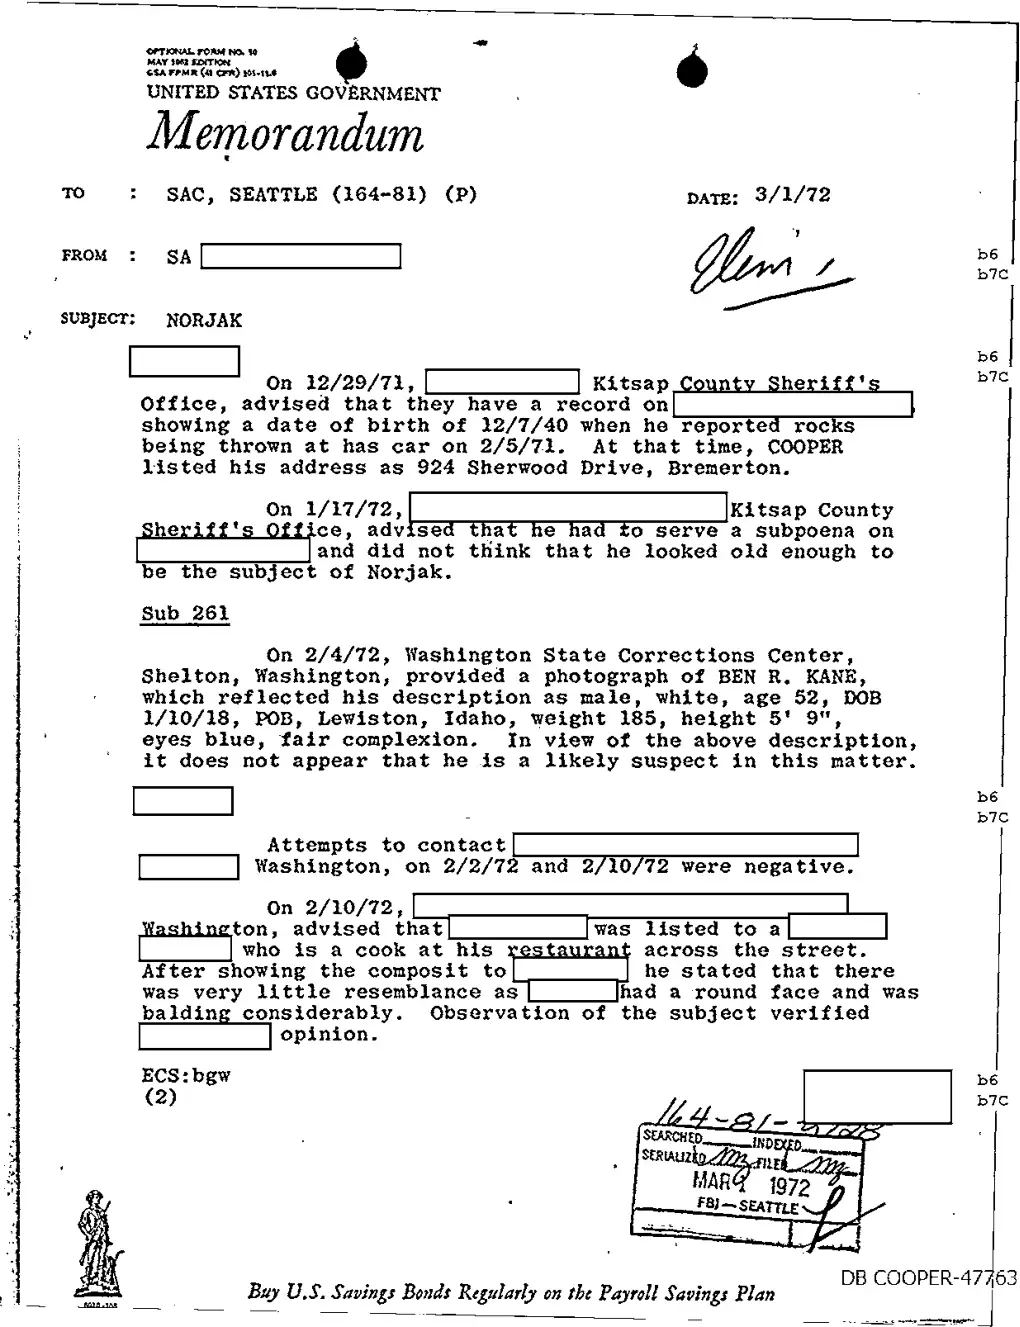 OPTIONAL FORM NO. 10
MAY 1962 EDITION
GSA FPMR (41 CFR) 101-11.6
UNITED STATES GOVERNMENT
Memorandum
TO : SAC, SEATTLE (164-81) (P)
DATE: 3/1/72
FROM : SA
b6
b7C
SUBJECT: NORJAK
b6
b7C
On 12/29/71, Kitsap County Sheriff's
Office, advised that they have a record on
showing a date of birth of 12/7/40 when he reported rocks
being thrown at has car on 2/5/71. At that time, COOPER
listed his address as 924 Sherwood Drive, Bremerton.
On 1/17/72, Kitsap County
Sheriff's Office, advised that he had to serve a subpoena on
and did not think that he looked old enough to
be the subject of Norjak.
Sub 261
On 2/4/72, Washington State Corrections Center,
Shelton, Washington, provided a photograph of BEN R. KANE,
which reflected his description as male, white, age 52, DOB
1/10/18, POB, Lewiston, Idaho, weight 185, height 5' 9",
eyes blue, fair complexion. In view of the above description,
it does not appear that he is a likely suspect in this matter.
b6
b7C
Attempts to contact
Washington, on 2/2/72 and 2/10/72 were negative.
On 2/10/72,
Washington, advised that was listed to a
who is a cook at his restaurant across the street.
After showing the composit to he stated that there
was very little resemblance as had a round face and was
balding considerably. Observation of the subject verified
opinion.
ECS:bgw
(2)
b6
b7C
164-81-
SEARCHED INDEXED
SERIALIZED FILED
MAR 1 1972
FBI—SEATTLE
DB COOPER-47763
Buy U.S. Savings Bonds Regularly on the Payroll Savings Plan